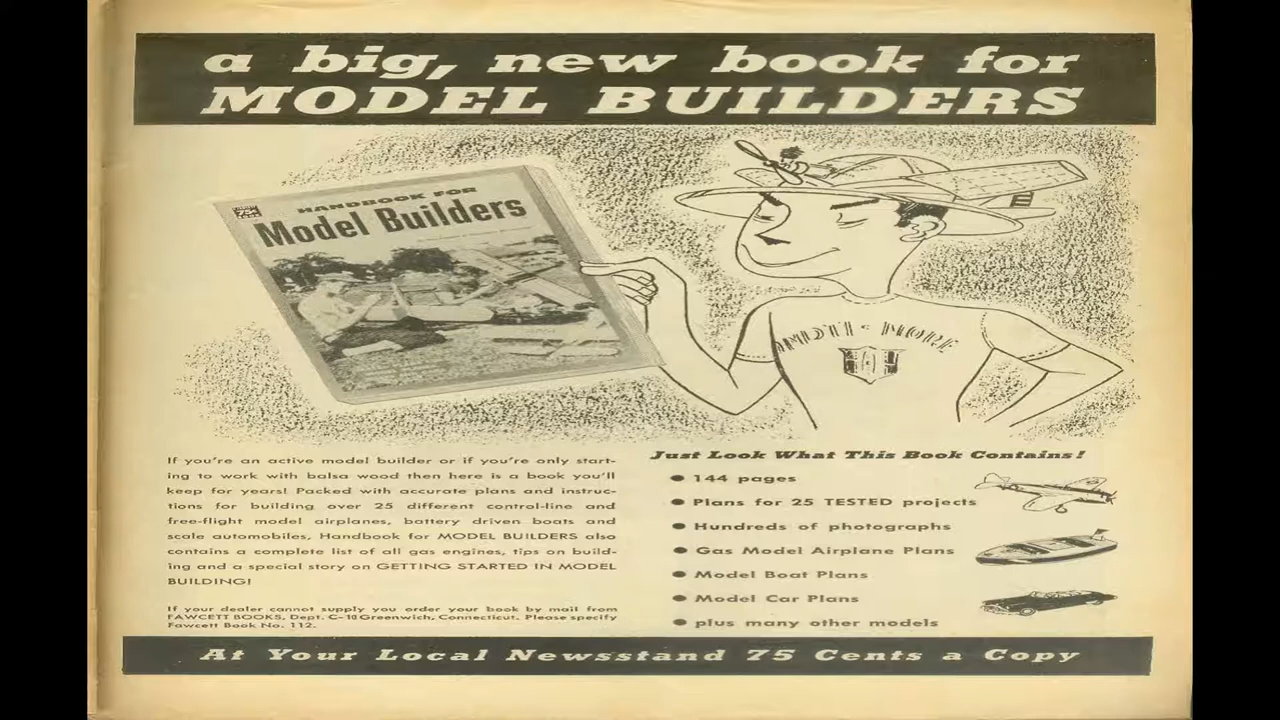 a big, new book for
MODEL BUILDERS
HANDBOOK FOR
Model Builders
MORE
If you're an active model builder or if you're only start-
ing to work with balsa wood then here is a book you'll
keep for years! Packed with accurate plans and instruc-
tions for building over 25 different control-line and
free-flight model airplanes, battery driven boats and
scale automobiles, Handbook for MODEL BUILDERS also
contains a complete list of all gas engines, tips on build-
ing and a special story on GETTING STARTED IN MODEL
BUILDING!
If your dealer cannot supply you order your book by mail from
FAWCETT BOOKS, Dept. C-10 Greenwich, Connecticut. Please specify
Fawcett Book No. 112.
Just Look What This Book Contains!
● 144 pages
● Plans for 25 TESTED projects
● Hundreds of photographs
● Gas Model Airplane Plans
● Model Boat Plans
● Model Car Plans
● plus many other models
At Your Local Newsstand 75 Cents a Copy